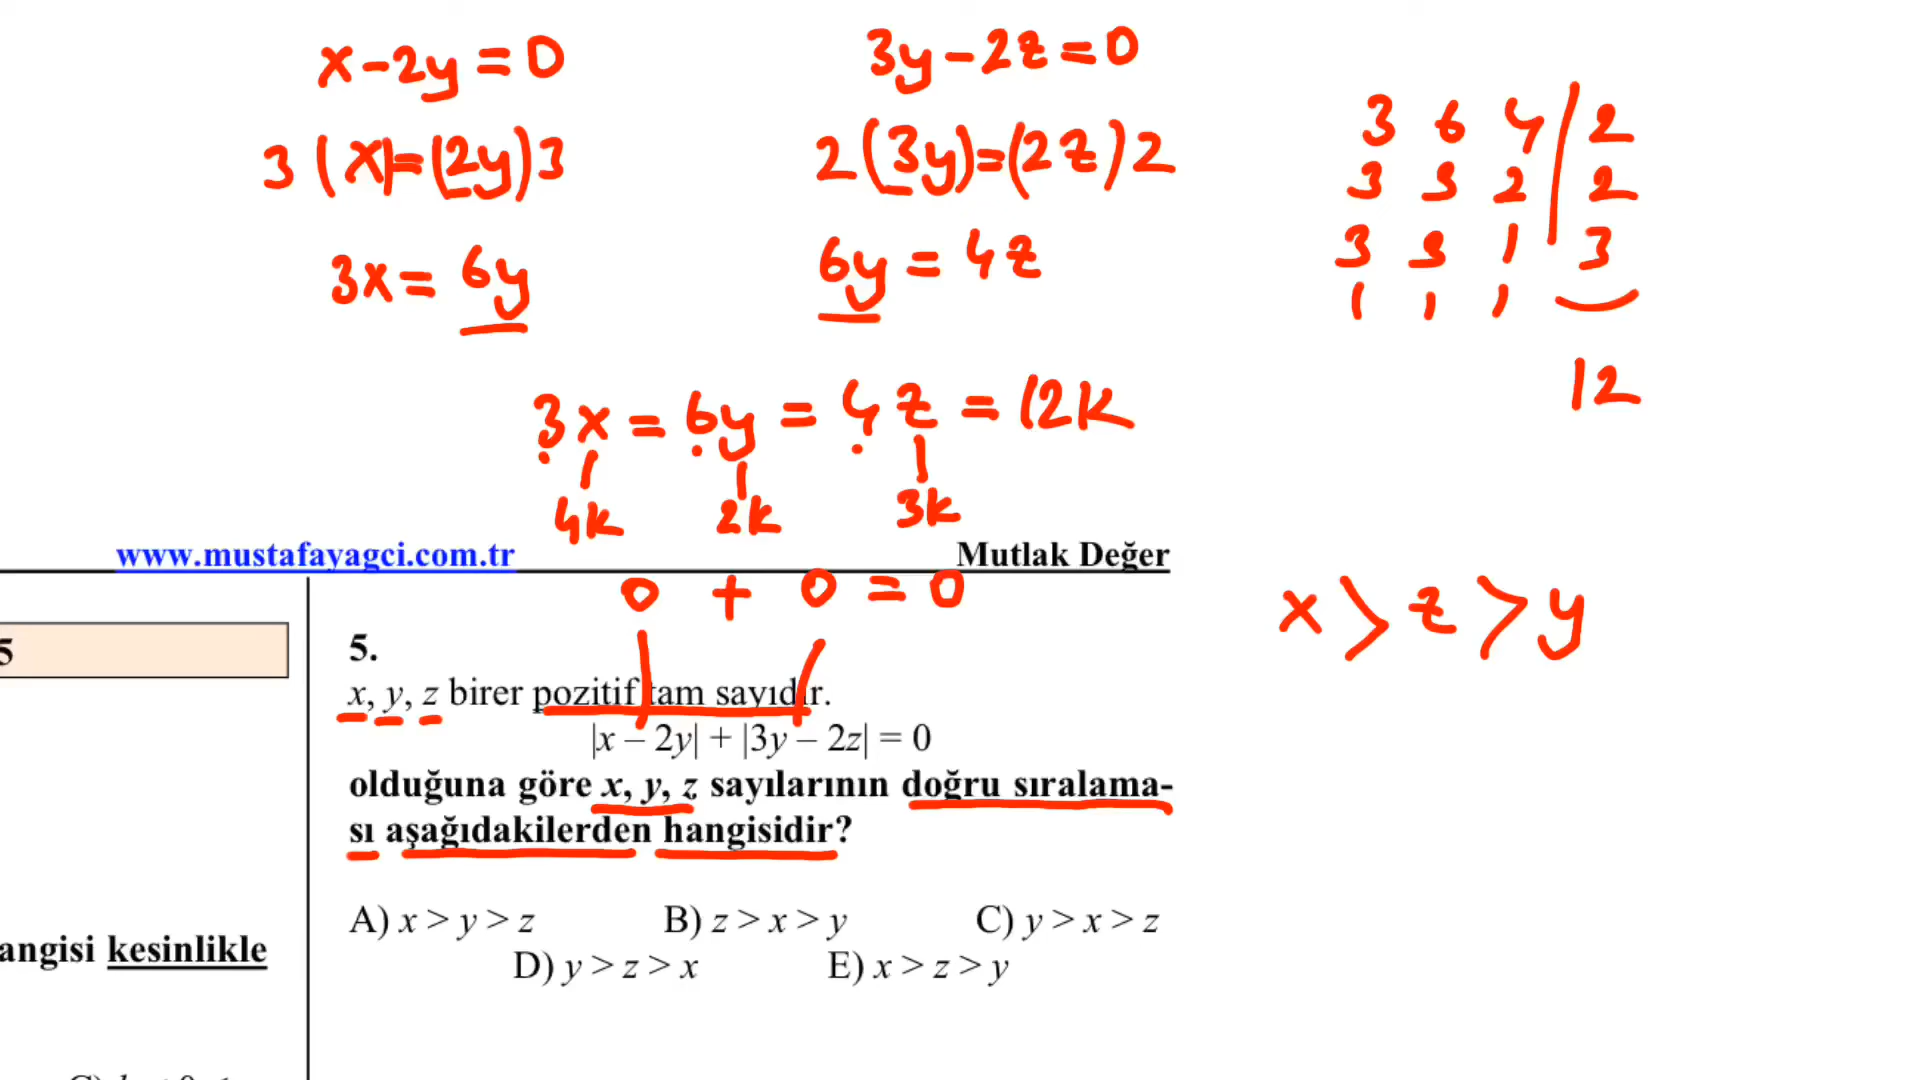 x-2y=0
3y-2z=0
3(x)=(2y)3
2(3y)=(2z)2
3x=6y
6y=4z
3 6 4 2
3 3 2 2
3 3 1 3
1 1 1
12
3x=6y=4z=12k
4k 2k 3k
www.mustafayagci.com.tr
Mutlak Değer
0+0=0
x>z>y
5
5.
x, y, z birer pozitif tam sayıdır.
|x – 2y| + |3y – 2z| = 0
olduğuna göre x, y, z sayılarının doğru sıralama-
sı aşağıdakilerden hangisidir?
A) x > y > z B) z > x > y C) y > x > z
D) y > z > x E) x > z > y
angisi kesinlikle